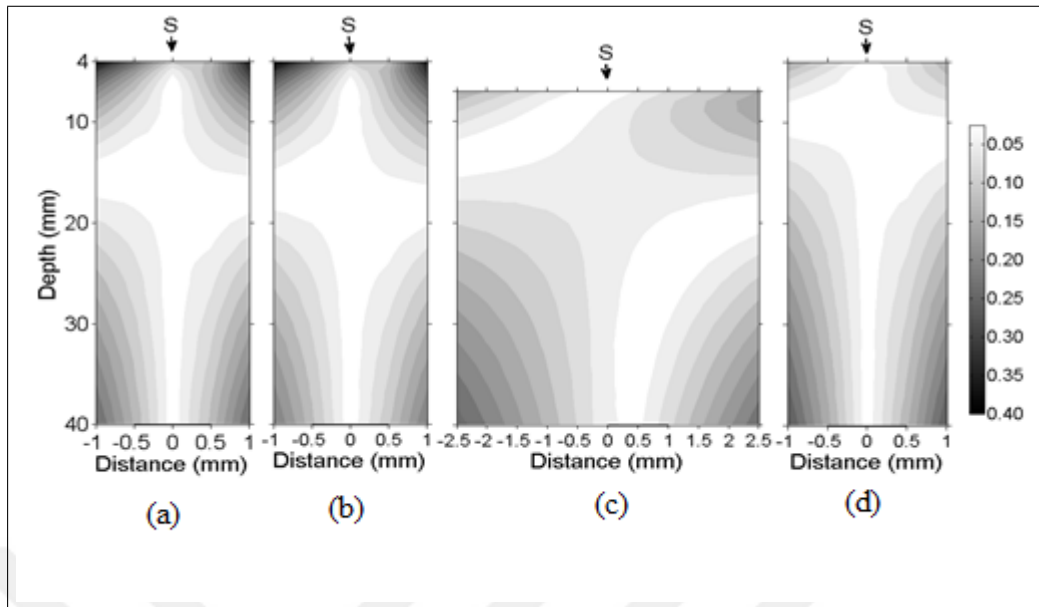 S S S S
4
10
20
30
40
Depth (mm)
-1 -0.5 0 0.5 1
Distance (mm)
(a)
-1 -0.5 0 0.5 1
Distance (mm)
(b)
-2.5 -2 -1.5 -1 -0.5 0 0.5 1 1.5 2 2.5
Distance (mm)
(c)
-1 -0.5 0 0.5 1
Distance (mm)
(d)
0.05
0.10
0.15
0.20
0.25
0.30
0.35
0.40